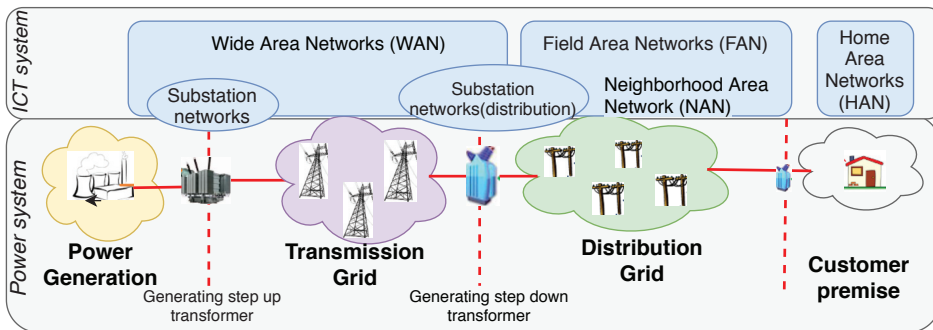 ICT system
Wide Area Networks (WAN)
Field Area Networks (FAN)
Home
Area
Networks
(HAN)
Substation
networks
Substation
networks(distribution)
Neighborhood Area
Network (NAN)
Power system
Power
Generation
Transmission
Grid
Distribution
Grid
Customer
premise
Generating step up
transformer
Generating step down
transformer